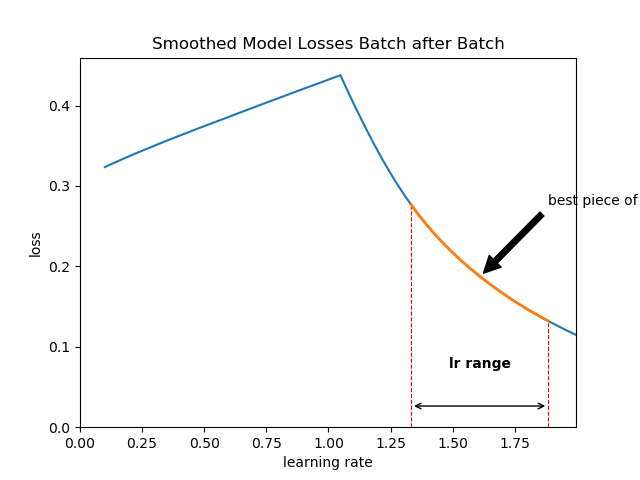 Smoothed Model Losses Batch after Batch
0.4
0.3
best piece of
loss
0.2
0.1
lr range
0.0
0.00 0.25 0.50 0.75 1.00 1.25 1.50 1.75
learning rate